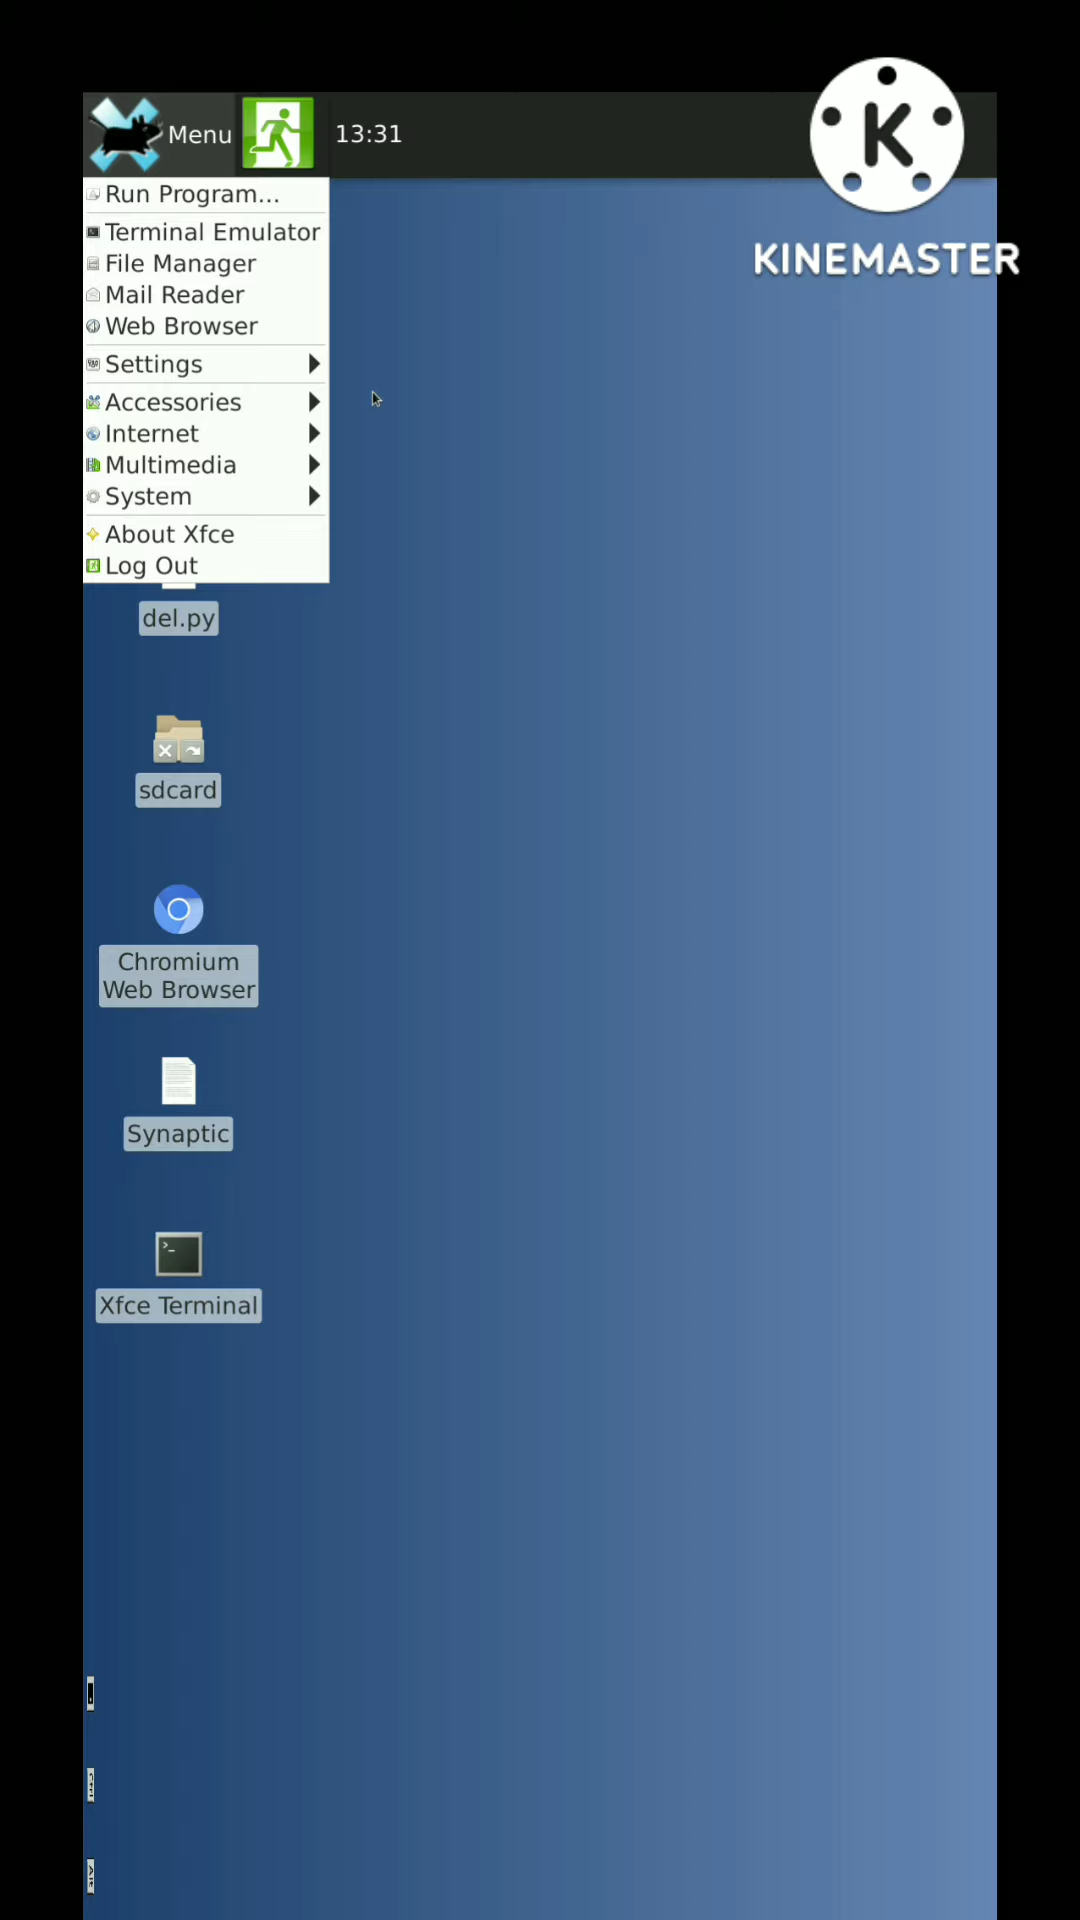 Menu
13:31
K
KINEMASTER
Run Program...
Terminal Emulator
File Manager
Mail Reader
Web Browser
Settings
Accessories
Internet
Multimedia
System
About Xfce
Log Out
del.py
sdcard
Chromium
Web Browser
Synaptic
Xfce Terminal